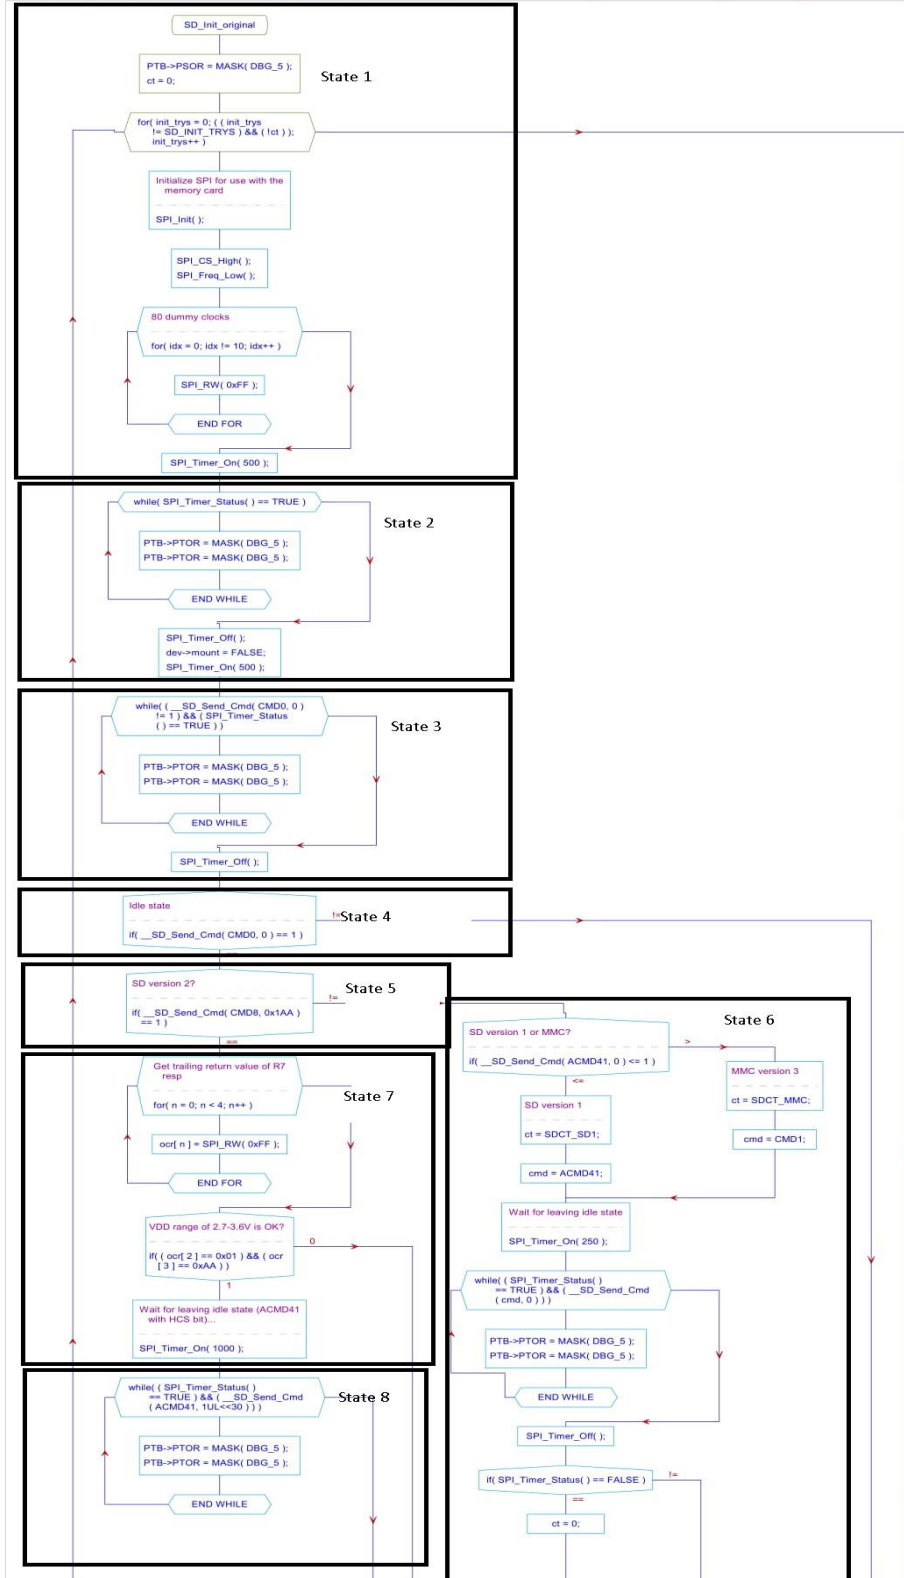 SD_Init_original
PTB->PSOR = MASK( DBG_5 );
ct = 0;
State 1
for( init_trys = 0; ( ( init_trys
!= SD_INIT_TRYS ) && ( !ct ) );
init_trys++ )
Initialize SPI for use with the
memory card
SPI_Init( );
SPI_CS_High( );
SPI_Freq_Low( );
80 dummy clocks
for( idx = 0; idx != 10; idx++ )
SPI_RW( 0xFF );
END FOR
SPI_Timer_On( 500 );
while( SPI_Timer_Status( ) == TRUE )
State 2
PTB->PTOR = MASK( DBG_5 );
PTB->PTOR = MASK( DBG_5 );
END WHILE
SPI_Timer_Off( );
dev->mount = FALSE;
SPI_Timer_On( 500 );
while( ( __SD_Send_Cmd( CMD0, 0 )
!= 1 ) && ( SPI_Timer_Status
( ) == TRUE ) )
State 3
PTB->PTOR = MASK( DBG_5 );
PTB->PTOR = MASK( DBG_5 );
END WHILE
SPI_Timer_Off( );
Idle state
!=
State 4
if( __SD_Send_Cmd( CMD0, 0 ) == 1 )
SD version 2?
!=
State 5
if( __SD_Send_Cmd( CMD8, 0x1AA )
== 1 )
==
State 6
SD version 1 or MMC?
if( __SD_Send_Cmd( ACMD41, 0 ) <= 1 )
>
<=
MMC version 3
ct = SDCT_MMC;
cmd = CMD1;
SD version 1
ct = SDCT_SD1;
cmd = ACMD41;
Wait for leaving idle state
SPI_Timer_On( 250 );
while( ( SPI_Timer_Status( )
== TRUE ) && ( __SD_Send_Cmd
( cmd, 0 ) ) )
PTB->PTOR = MASK( DBG_5 );
PTB->PTOR = MASK( DBG_5 );
END WHILE
SPI_Timer_Off( );
if( SPI_Timer_Status( ) == FALSE )
!=
==
ct = 0;
Get trailing return value of R7
resp
State 7
for( n = 0; n < 4; n++ )
ocr[ n ] = SPI_RW( 0xFF );
END FOR
VDD range of 2.7-3.6V is OK?
0
if( ( ocr[ 2 ] == 0x01 ) && ( ocr
[ 3 ] == 0xAA ) )
1
Wait for leaving idle state (ACMD41
with HCS bit)...
SPI_Timer_On( 1000 );
while( ( SPI_Timer_Status( )
== TRUE ) && ( __SD_Send_Cmd
( ACMD41, 1UL<<30 ) ) )
State 8
PTB->PTOR = MASK( DBG_5 );
PTB->PTOR = MASK( DBG_5 );
END WHILE